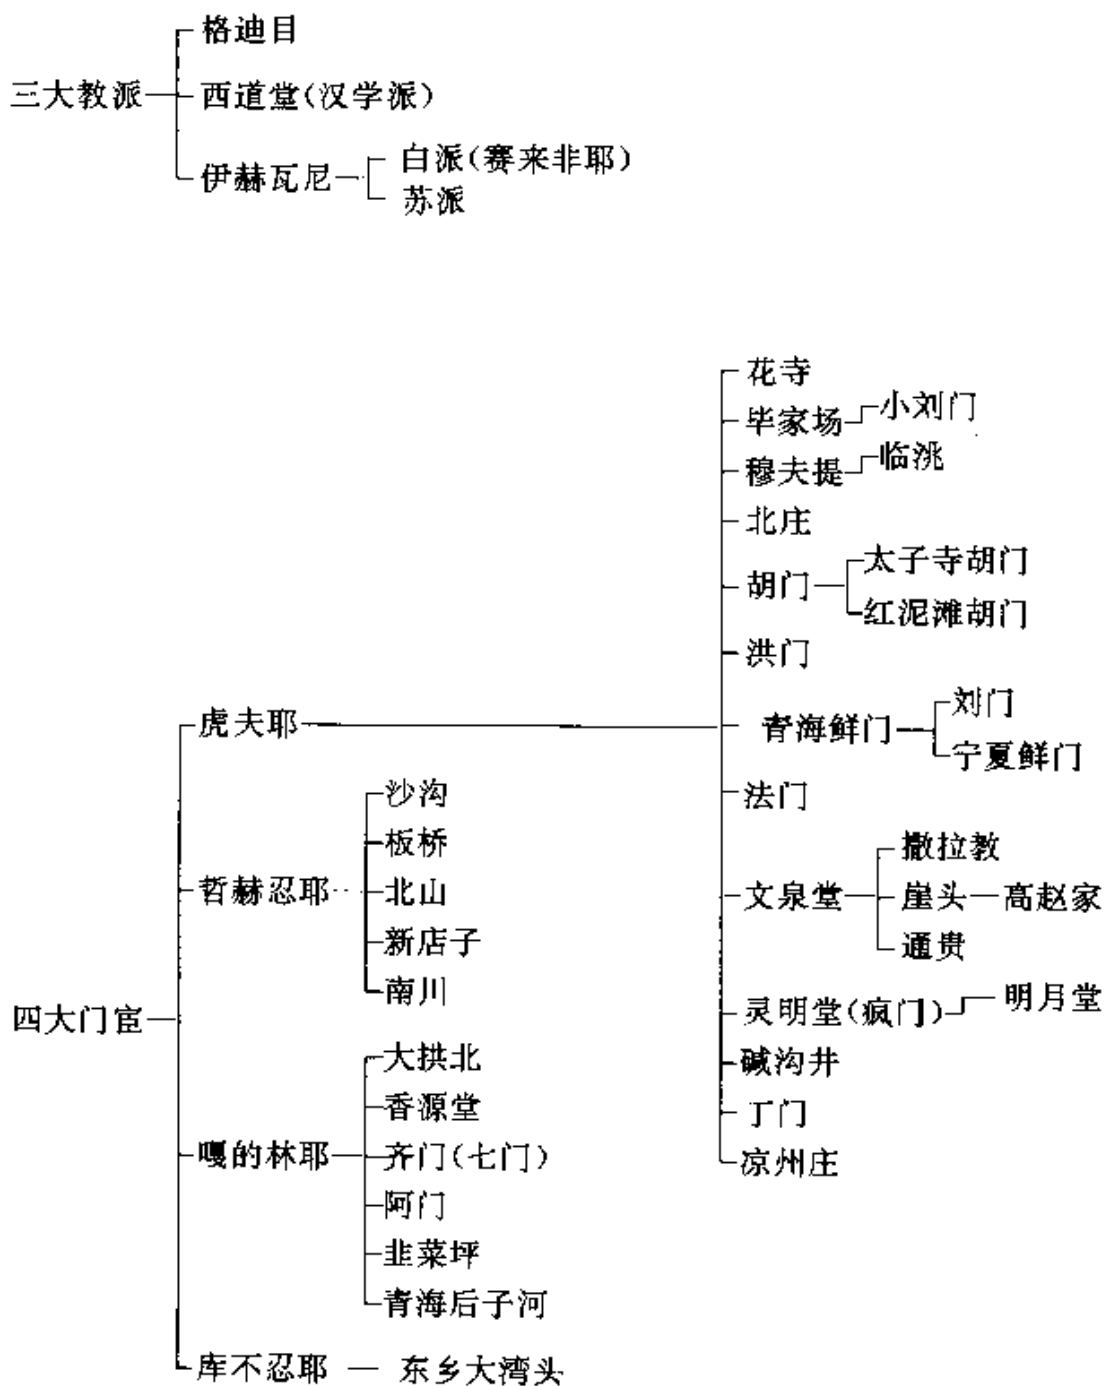 三大教派
格迪目
西道堂(汉学派)
伊赫瓦尼
白派(赛来非耶)
苏派
四大门宦
虎夫耶
花寺
毕家场
小刘门
穆夫提
临洮
北庄
胡门
太子寺胡门
红泥滩胡门
洪门
青海鲜门
刘门
宁夏鲜门
法门
文泉堂
撒拉教
崖头
高赵家
通贵
灵明堂(疯门)
明月堂
碱沟井
丁门
凉州庄
哲赫忍耶
沙沟
板桥
北山
新店子
南川
嘎的林耶
大拱北
香源堂
齐门(七门)
阿门
韭菜坪
青海后子河
库不忍耶
东乡大湾头